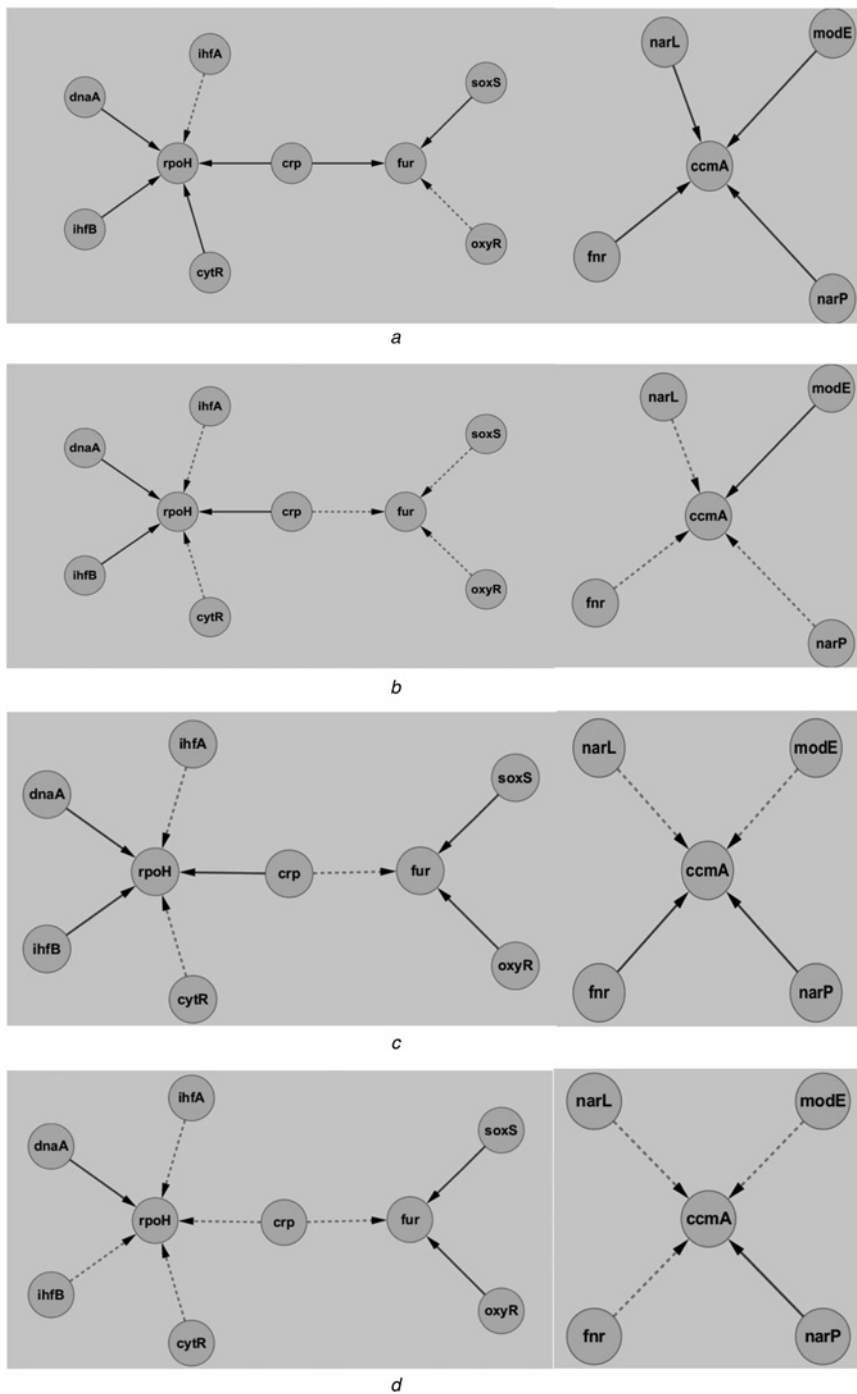 ihfA
narL
modE
dnaA
soxS
rpoH
crp
fur
ccmA
ihfB
cytR
oxyR
fnr
narP
a
ihfA
narL
modE
dnaA
soxS
rpoH
crp
fur
ccmA
ihfB
cytR
oxyR
fnr
narP
b
ihfA
narL
modE
dnaA
soxS
rpoH
crp
fur
ccmA
ihfB
cytR
oxyR
fnr
narP
c
ihfA
narL
modE
dnaA
soxS
rpoH
crp
fur
ccmA
ihfB
cytR
oxyR
fnr
narP
d